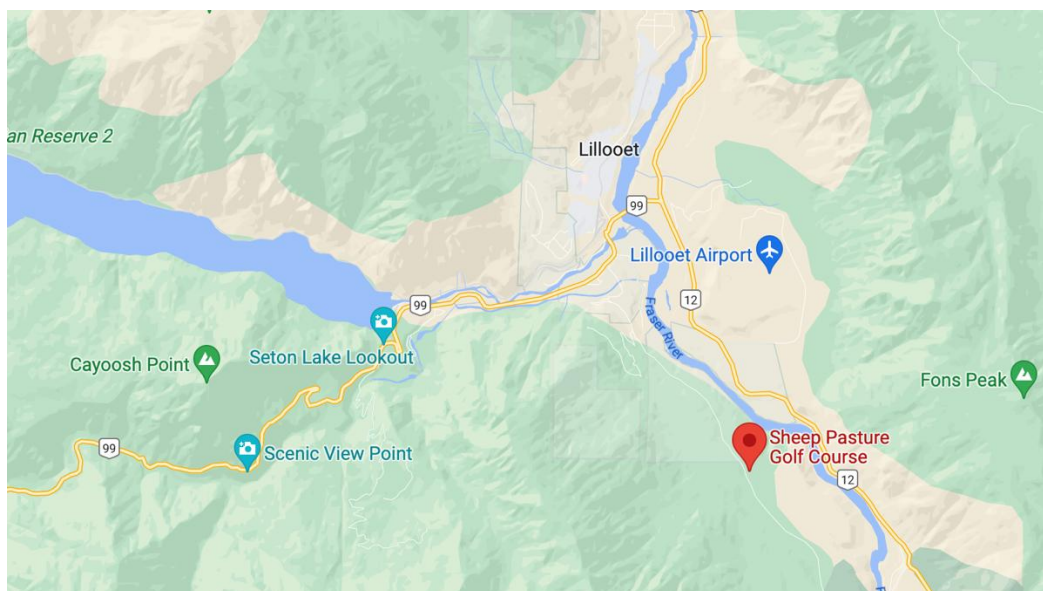 an Reserve 2
Lillooet
99
Lillooet Airport
12
Fraser River
99
Seton Lake Lookout
Cayoosh Point
Fons Peak
Sheep Pasture
Golf Course
99
Scenic View Point
12
F